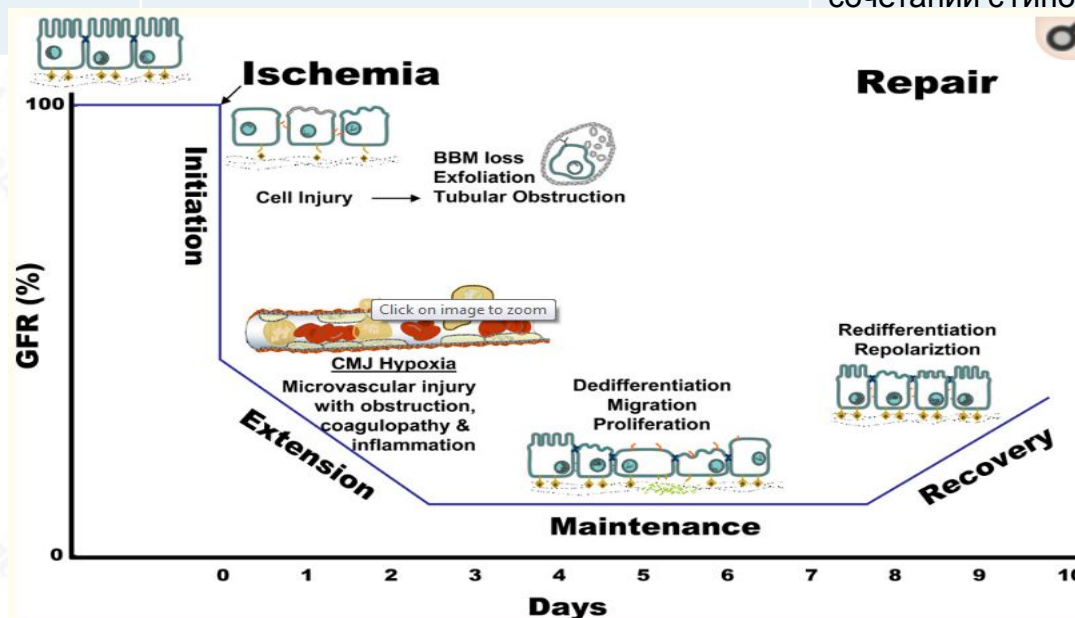 сочетании с
Ischemia
Repair
100
Initiation
BBM loss
Exfoliation
Cell Injury
Tubular Obstruction
GFR (%)
Click on image to zoom
CMJ Hypoxia
Microvascular injury
with obstruction,
coagulopathy &
inflammation
Extension
Dedifferentiation
Migration
Proliferation
Redifferentiation
Repolariztion
Recovery
Maintenance
0
0 1 2 3 4 5 6 7 8 9 10
Days